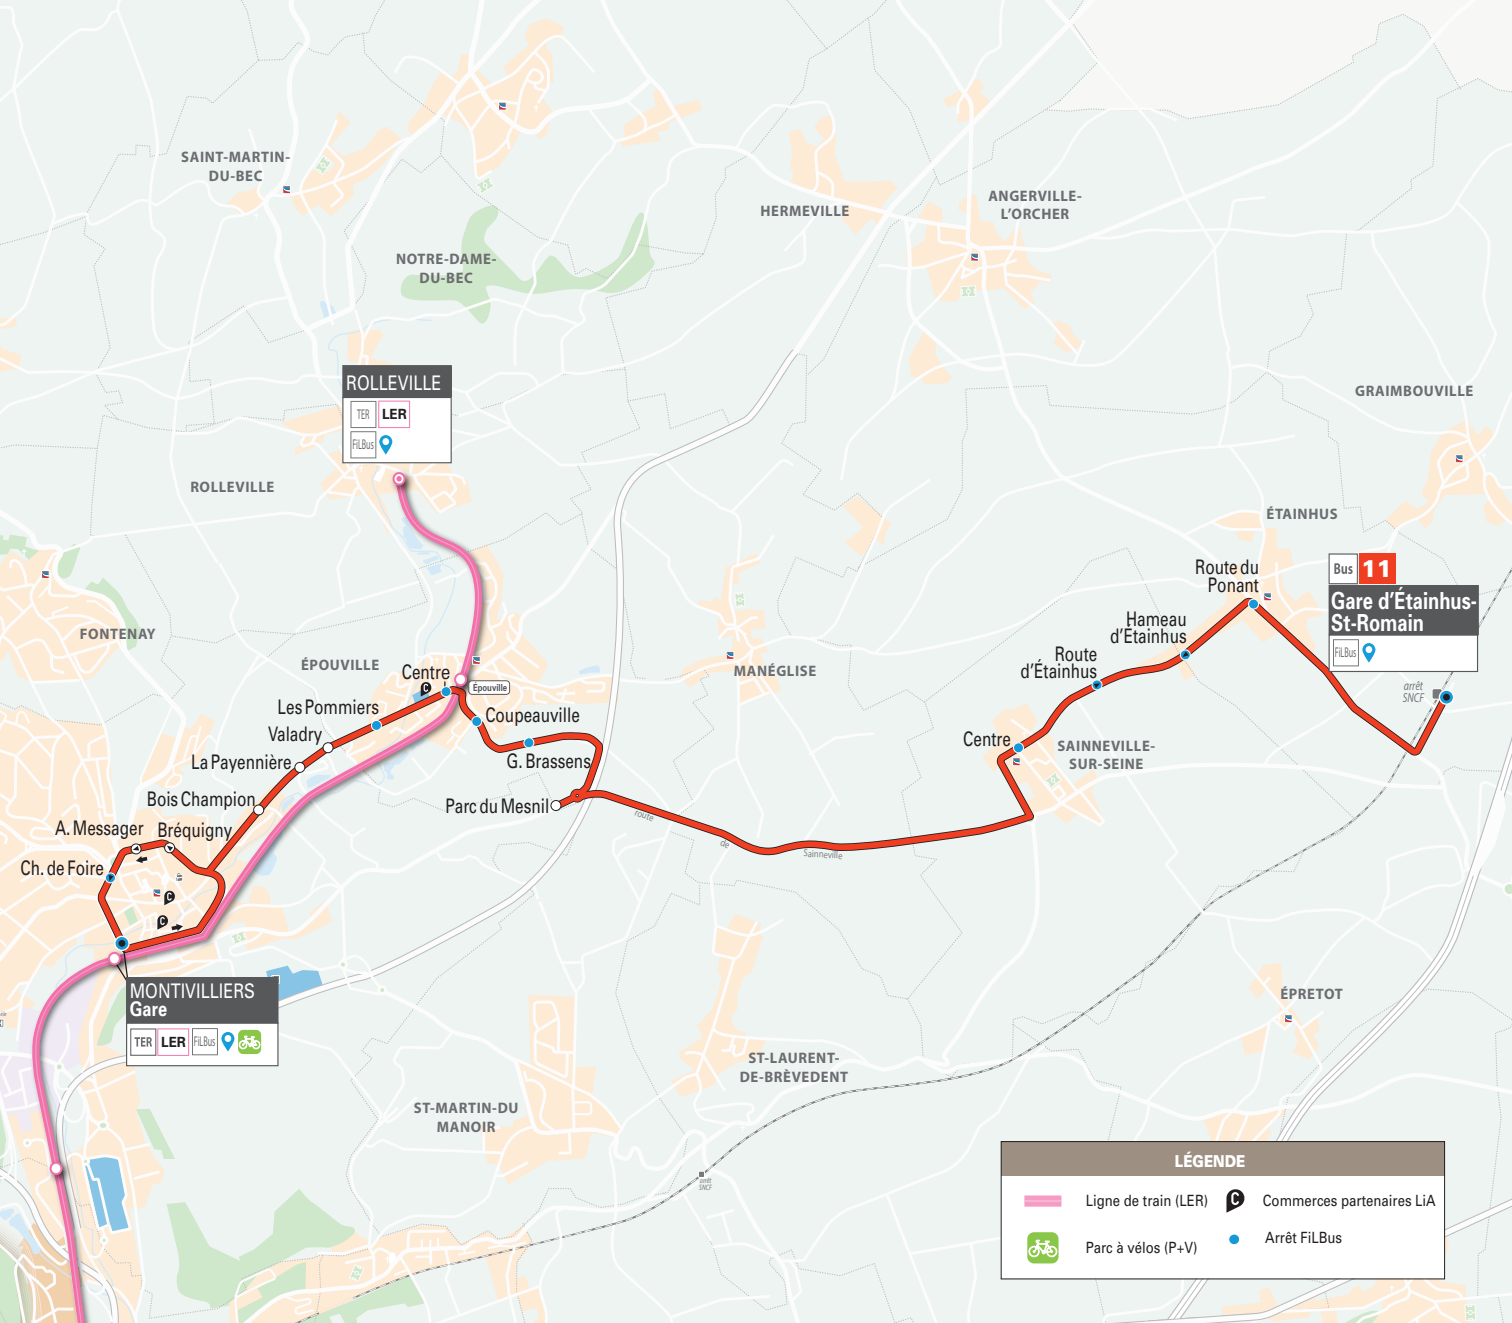 SAINT-MARTIN-
DU-BEC
NOTRE-DAME-
DU-BEC
HERMEVILLE
ANGERVILLE-
L'ORCHER
GRAIMBOUVILLE
ROLLEVILLE
TER LER
FiLBus
ROLLEVILLE
ÉTAINHUS
FONTENAY
ÉPOUVILLE
MANÉGLISE
Bus 11
Gare d'Étainhus-
St-Romain
FiLBus
arrêt
SNCF
Route du
Ponant
Hameau
d'Etainhus
Route
d'Étainhus
Centre
SAINNEVILLE-
SUR-SEINE
Centre
Épouville
Les Pommiers
Coupeauville
Valadry
G. Brassens
La Payennière
Parc du Mesnil
Bois Champion
A. Messager
Bréquigny
Ch. de Foire
route
de
Sainneville
MONTIVILLIERS
Gare
TER LER FiLBus
ÉPRETOT
ST-LAURENT-
DE-BRÈVEDENT
ST-MARTIN-DU
MANOIR
arrêt
SNCF
LÉGENDE
Ligne de train (LER)
C Commerces partenaires LiA
Parc à vélos (P+V)
Arrêt FiLBus